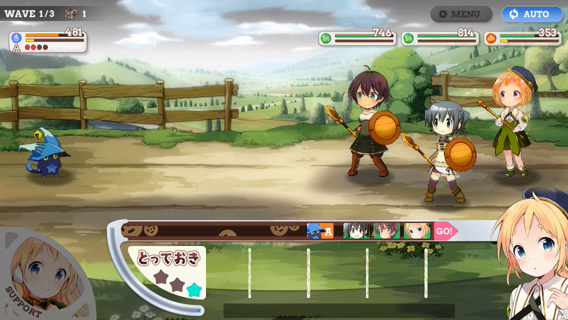 WAVE 1/3 1
MENU
AUTO
481
A
746
814
353
A
GO!
とっておき
SUPPORT